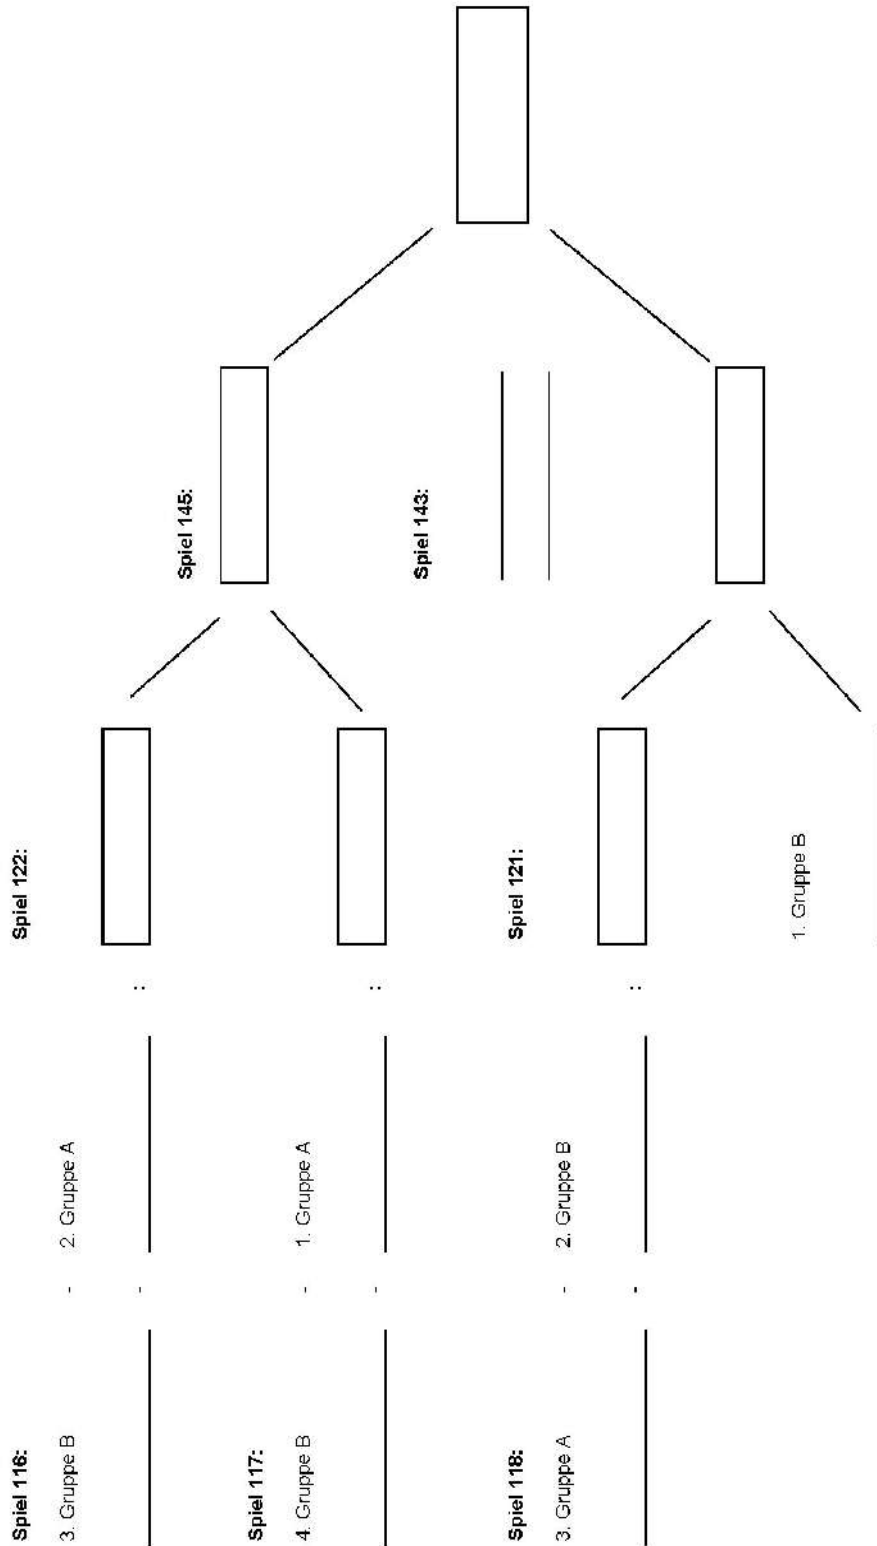 Spiel 116:
3. Gruppe B - 2. Gruppe A
- :
Spiel 117:
4. Gruppe B - 1. Gruppe A
- :
Spiel 118:
3. Gruppe A - 2. Gruppe B
- :
Spiel 122:
Spiel 121:
1. Gruppe B
Spiel 145:
Spiel 143: